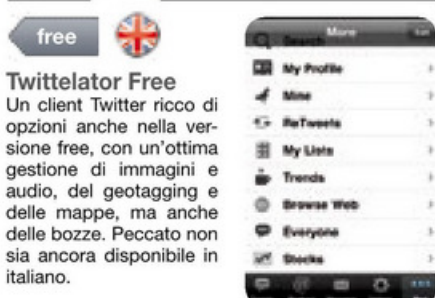 free
Twittelator Free
Un client Twitter ricco di
opzioni anche nella ver-
sione free, con un'ottima
gestione di immagini e
audio, del geotagging e
delle mappe, ma anche
delle bozze. Peccato non
sia ancora disponibile in
italiano.
More
Edit
Search
My Profile
Mine
ReTweets
My Lists
Trends
Browse Web
Everyone
Stocks